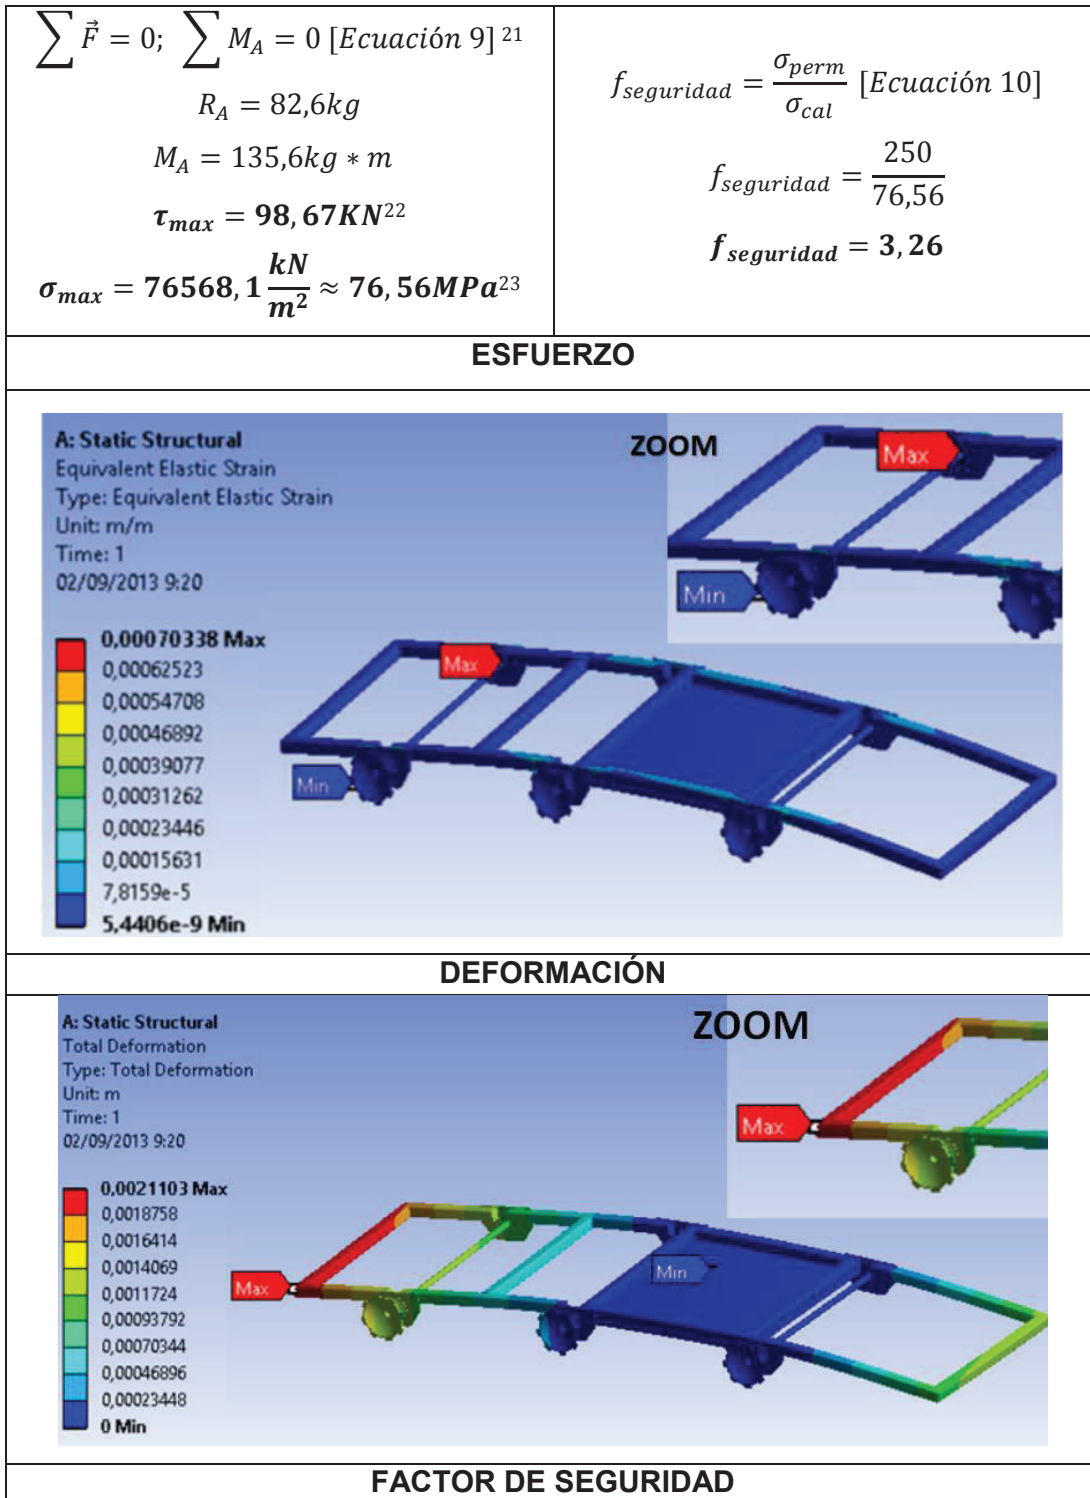 ∑ F⃗ = 0; ∑ M_A = 0 [Ecuación 9] 21
R_A = 82,6kg
M_A = 135,6kg * m
τ_max = 98,67KN22
σ_max = 76568,1 kN/m² ≈ 76,56MPa23
f_seguridad = σ_perm/σ_cal [Ecuación 10]
f_seguridad = 250/76,56
f_seguridad = 3,26
ESFUERZO
A: Static Structural
Equivalent Elastic Strain
Type: Equivalent Elastic Strain
Unit: m/m
Time: 1
02/09/2013 9:20
0,00070338 Max
0,00062523
0,00054708
0,00046892
0,00039077
0,00031262
0,00023446
0,00015631
7,8159e-5
5,4406e-9 Min
ZOOM
Max
Min
Max
Min
DEFORMACIÓN
A: Static Structural
Total Deformation
Type: Total Deformation
Unit: m
Time: 1
02/09/2013 9:20
0,0021103 Max
0,0018758
0,0016414
0,0014069
0,0011724
0,00093792
0,00070344
0,00046896
0,00023448
0 Min
ZOOM
Max
Max
Min
FACTOR DE SEGURIDAD